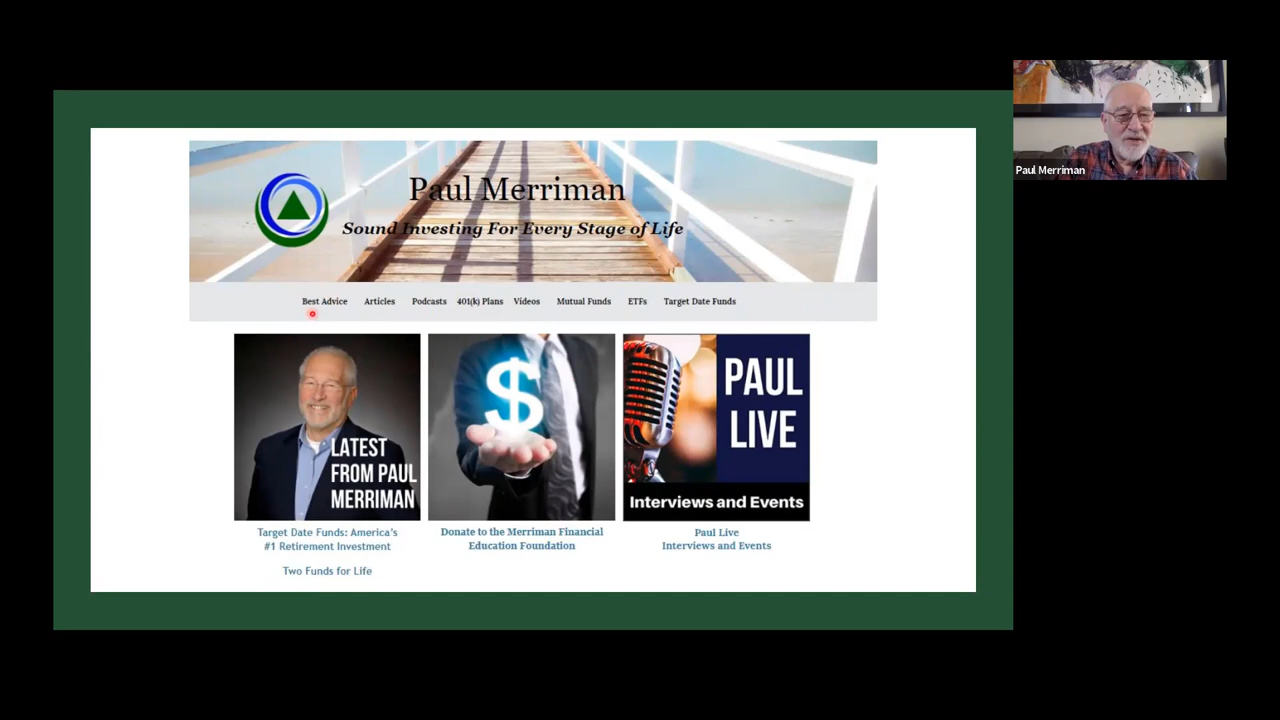 Paul Merriman
Sound Investing For Every Stage of Life
Best Advice Articles Podcasts 401(k) Plans Videos Mutual Funds ETFs Target Date Funds
LATEST
FROM PAUL
MERRIMAN
$
PAUL
LIVE
Interviews and Events
Target Date Funds: America's
#1 Retirement Investment
Two Funds for Life
Donate to the Merriman Financial
Education Foundation
Paul Live
Interviews and Events
Paul Merriman